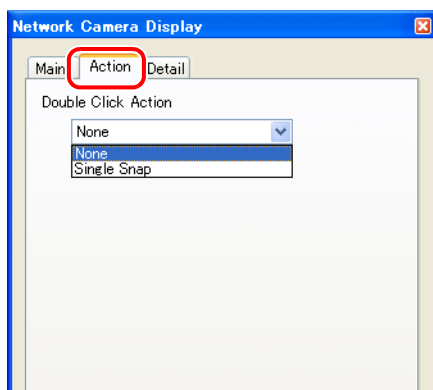 Network Camera Display
Main Action Detail
Double Click Action
None
None
Single Snap